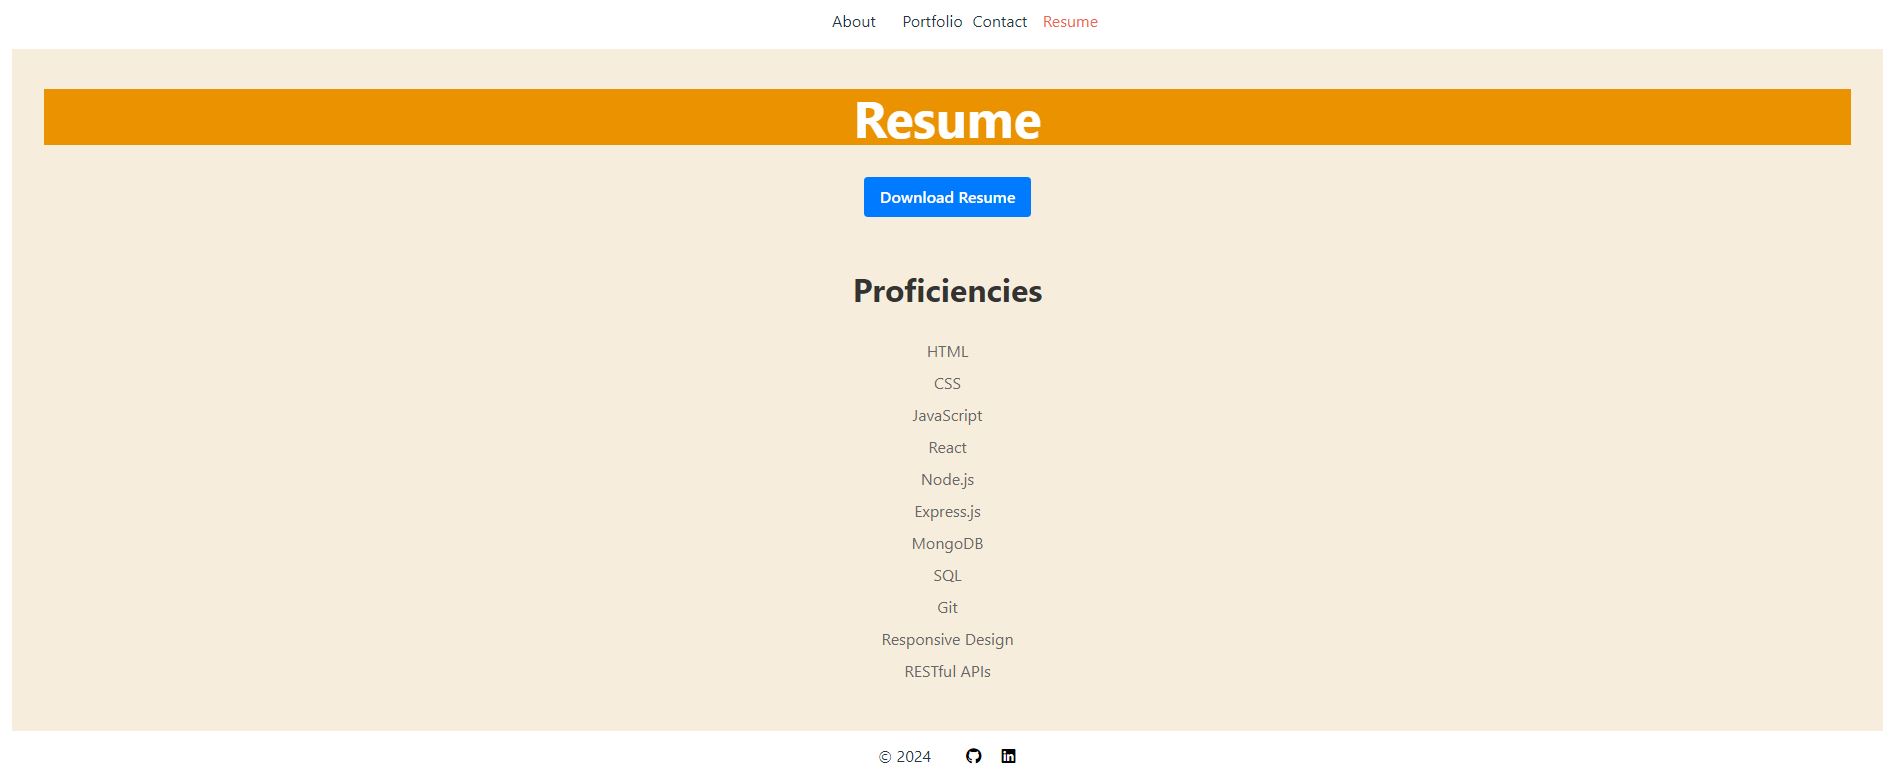 About Portfolio Contact Resume
Resume
Download Resume
Proficiencies
HTML
CSS
JavaScript
React
Node.js
Express.js
MongoDB
SQL
Git
Responsive Design
RESTful APIs
© 2024